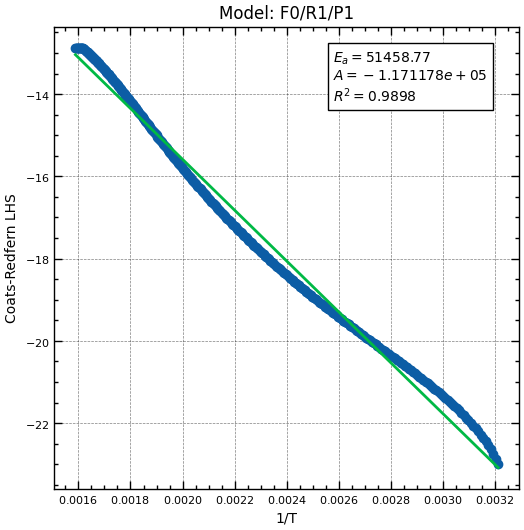 Model: F0/R1/P1
E_a = 51458.77
A = −1.171178e + 05
R² = 0.9898
−14
−16
−18
−20
−22
Coats-Redfern LHS
0.0016 0.0018 0.0020 0.0022 0.0024 0.0026 0.0028 0.0030 0.0032
1/T